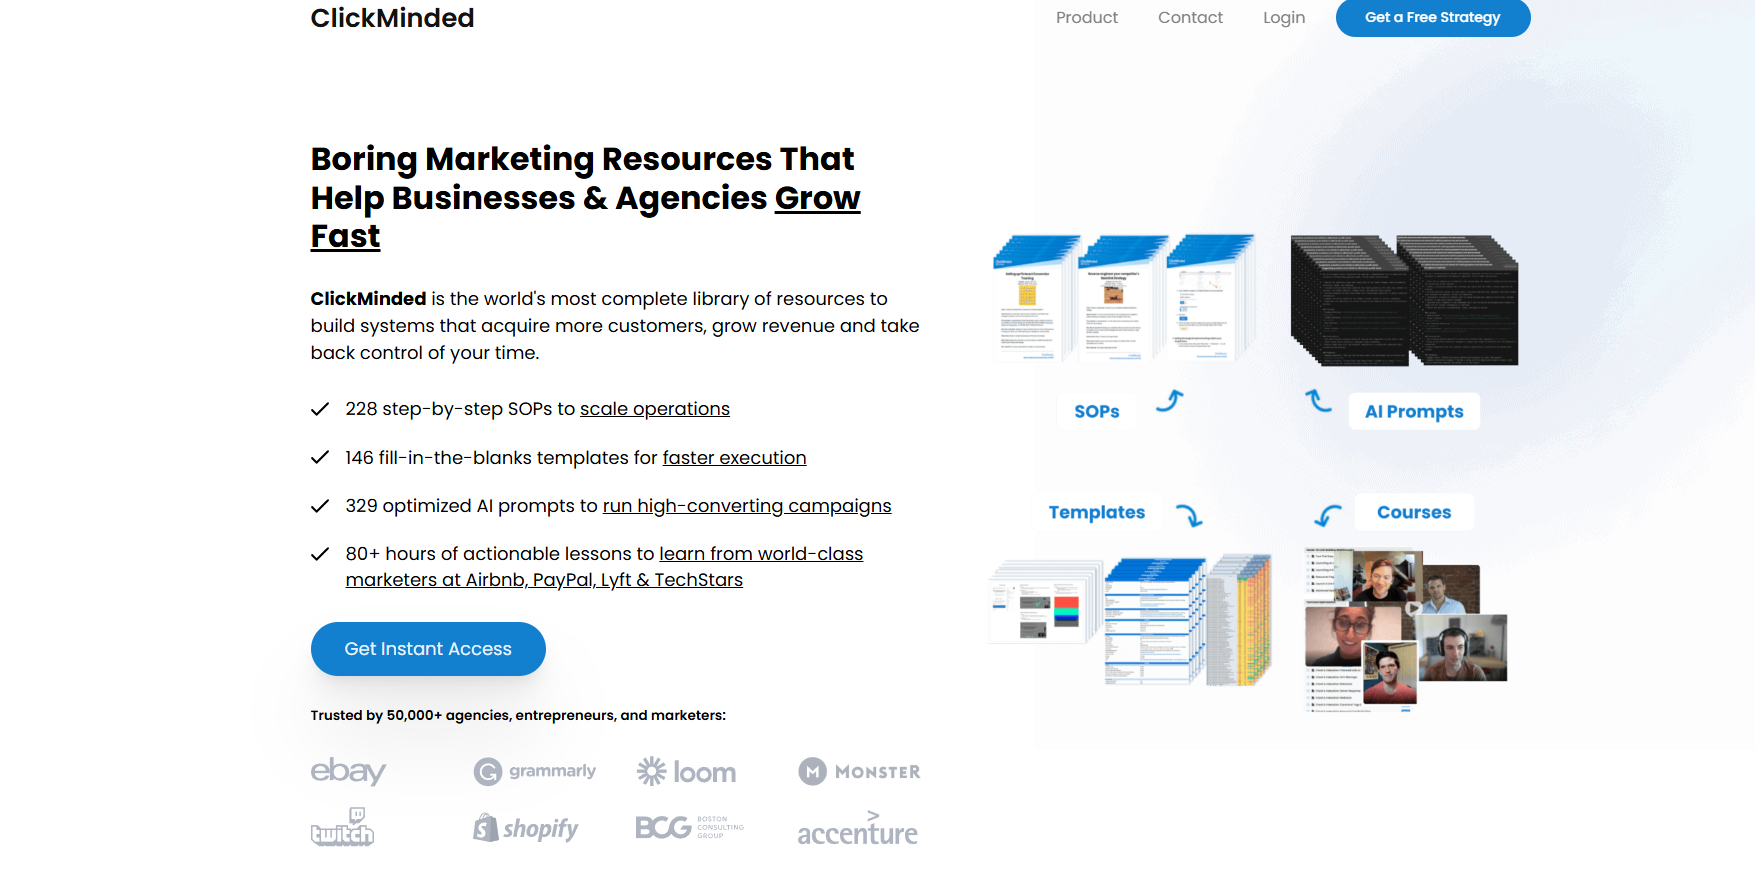 ClickMinded
Product
Contact
Login
Get a Free Strategy
Boring Marketing Resources That
Help Businesses & Agencies Grow
Fast
ClickMinded is the world's most complete library of resources to
build systems that acquire more customers, grow revenue and take
back control of your time.
228 step-by-step SOPs to scale operations
146 fill-in-the-blanks templates for faster execution
329 optimized AI prompts to run high-converting campaigns
80+ hours of actionable lessons to learn from world-class
marketers at Airbnb, PayPal, Lyft & TechStars
Get Instant Access
Trusted by 50,000+ agencies, entrepreneurs, and marketers:
ebay
grammarly
loom
MONSTER
twitch
shopify
BCG
BOSTON
CONSULTING
GROUP
accenture
SOPs
AI Prompts
Templates
Courses